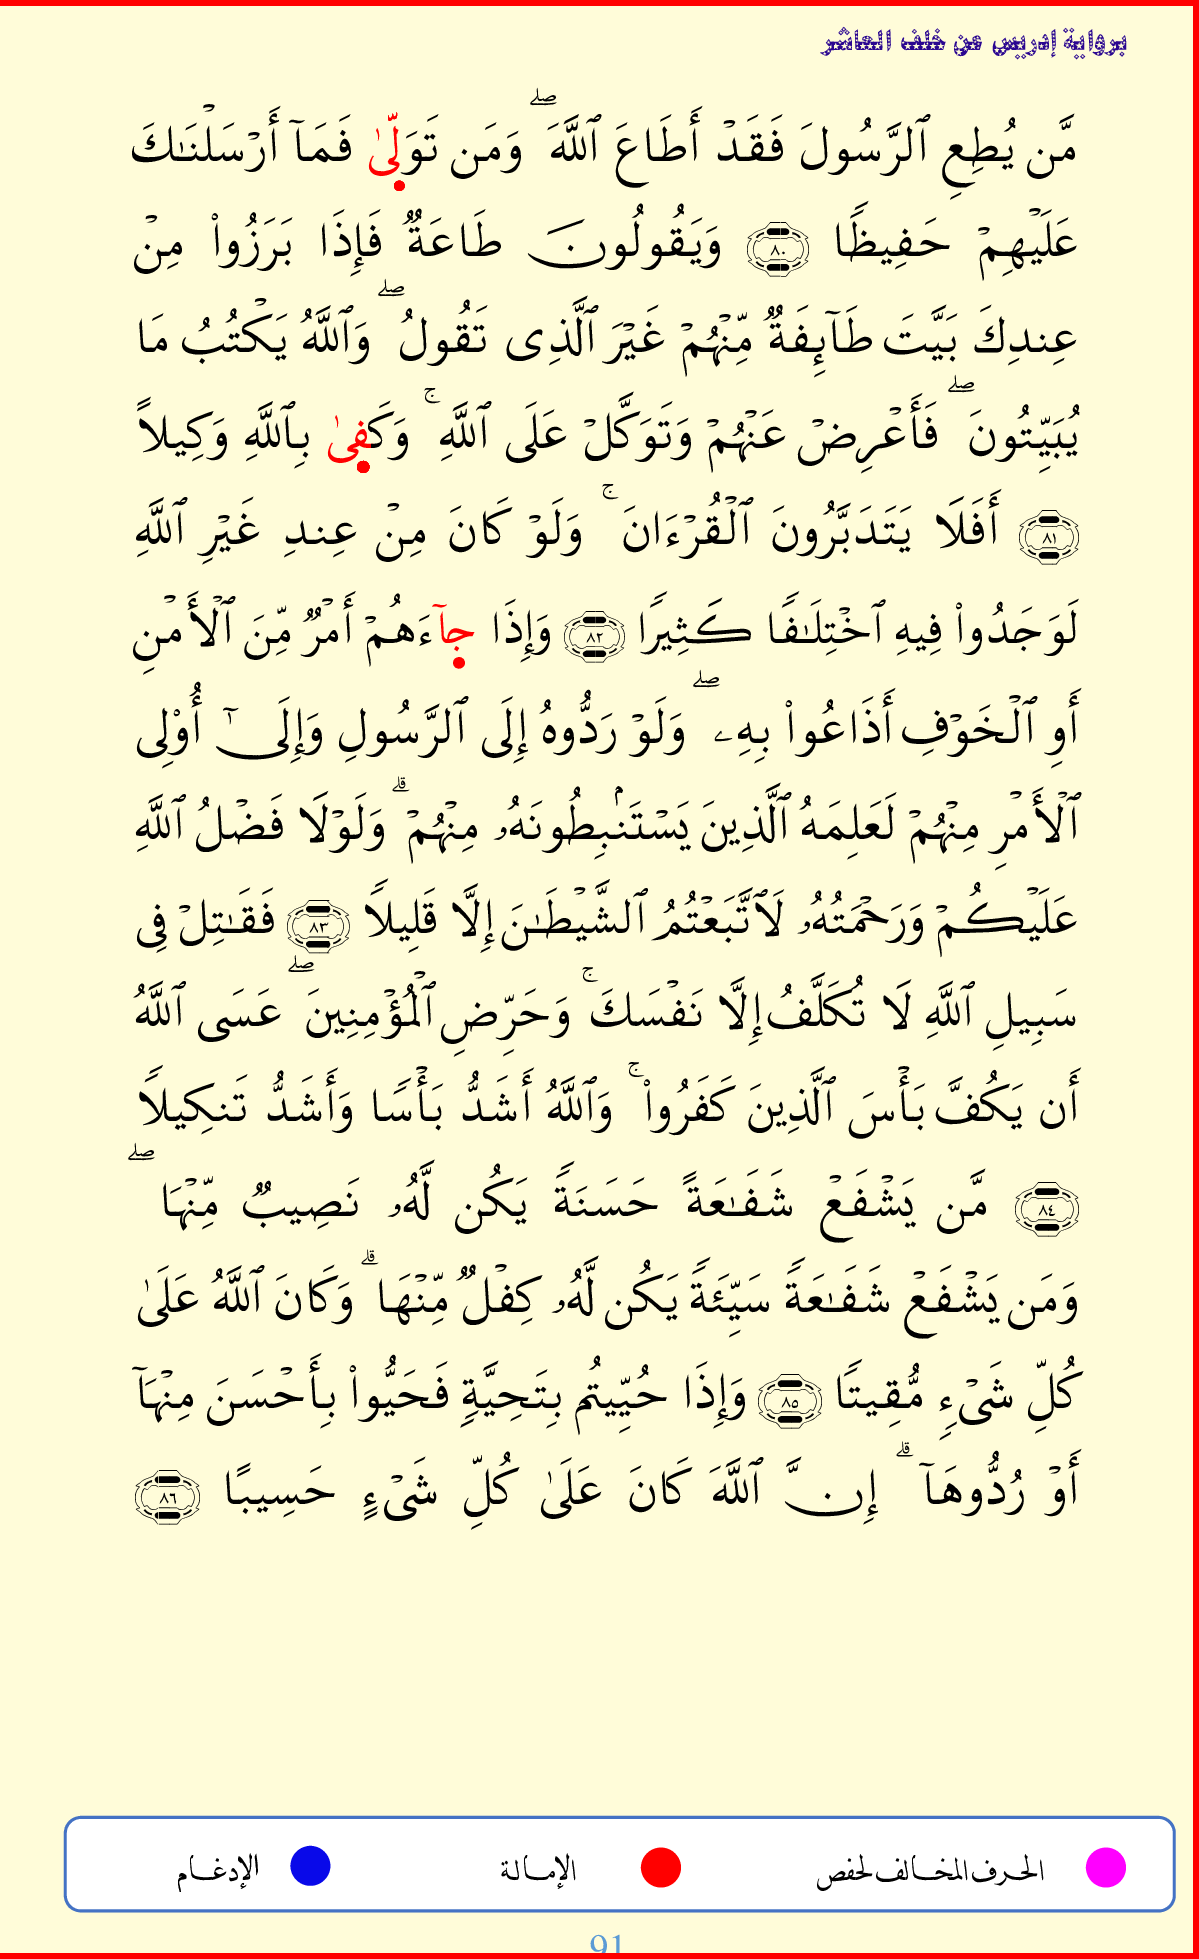 برواية إدريس عن خلف العاشر
مَّن يُطِعِ ٱلرَّسُولَ فَقَدۡ أَطَاعَ ٱللَّهَۖ وَمَن تَوَلّىٰ فَمَآ أَرۡسَلۡنَٰكَ
عَلَيۡهِمۡ حَفِيظٗا ٨٠ وَيَقُولُونَ طَاعَةٞ فَإِذَا بَرَزُواْ مِنۡ
عِندِكَ بَيَّتَ طَآئِفَةٞ مِّنۡهُمۡ غَيۡرَ ٱلَّذِي تَقُولُۖ وَٱللَّهُ يَكۡتُبُ مَا
يُبَيِّتُونَۖ فَأَعۡرِضۡ عَنۡهُمۡ وَتَوَكَّلۡ عَلَى ٱللَّهِۚ وَكَفِىٰ بِٱللَّهِ وَكِيلًا
٨١ أَفَلَا يَتَدَبَّرُونَ ٱلۡقُرۡءَانَۚ وَلَوۡ كَانَ مِنۡ عِندِ غَيۡرِ ٱللَّهِ
لَوَجَدُواْ فِيهِ ٱخۡتِلَٰفٗا كَثِيرٗا ٨٢ وَإِذَا جآءَهُمۡ أَمۡرٞ مِّنَ ٱلۡأَمۡنِ
أَوِ ٱلۡخَوۡفِ أَذَاعُواْ بِهِۦۖ وَلَوۡ رَدُّوهُ إِلَى ٱلرَّسُولِ وَإِلَىٰٓ أُوْلِي
ٱلۡأَمۡرِ مِنۡهُمۡ لَعَلِمَهُ ٱلَّذِينَ يَسۡتَنۢبِطُونَهُۥ مِنۡهُمۡۗ وَلَوۡلَا فَضۡلُ ٱللَّهِ
عَلَيۡكُمۡ وَرَحۡمَتُهُۥ لَٱتَّبَعۡتُمُ ٱلشَّيۡطَٰنَ إِلَّا قَلِيلٗا ٨٣ فَقَٰتِلۡ فِي
سَبِيلِ ٱللَّهِ لَا تُكَلَّفُ إِلَّا نَفۡسَكَۚ وَحَرِّضِ ٱلۡمُؤۡمِنِينَۖ عَسَى ٱللَّهُ
أَن يَكُفَّ بَأۡسَ ٱلَّذِينَ كَفَرُواْۚ وَٱللَّهُ أَشَدُّ بَأۡسٗا وَأَشَدُّ تَنكِيلٗا
٨٤ مَّن يَشۡفَعۡ شَفَٰعَةً حَسَنَةٗ يَكُن لَّهُۥ نَصِيبٞ مِّنۡهَاۖ
وَمَن يَشۡفَعۡ شَفَٰعَةٗ سَيِّئَةٗ يَكُن لَّهُۥ كِفۡلٞ مِّنۡهَاۗ وَكَانَ ٱللَّهُ عَلَىٰ
كُلِّ شَيۡءٖ مُّقِيتٗا ٨٥ وَإِذَا حُيِّيتُم بِتَحِيَّةٖ فَحَيُّواْ بِأَحۡسَنَ مِنۡهَآ
أَوۡ رُدُّوهَآۗ إِنَّ ٱللَّهَ كَانَ عَلَىٰ كُلِّ شَيۡءٍ حَسِيبًا ٨٦
الحرف المخالف لحفص الإمالة الإدغام
91